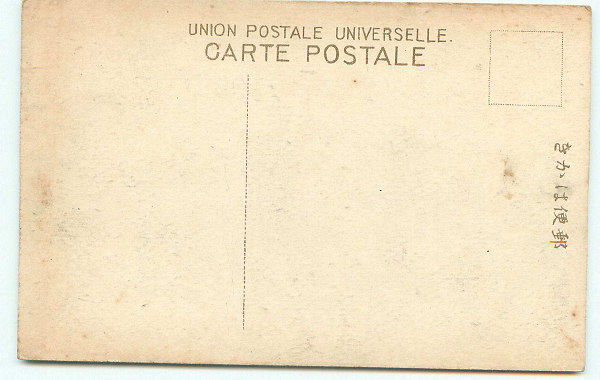 UNION POSTALE UNIVERSELLE.
CARTE POSTALE
きかは便郵